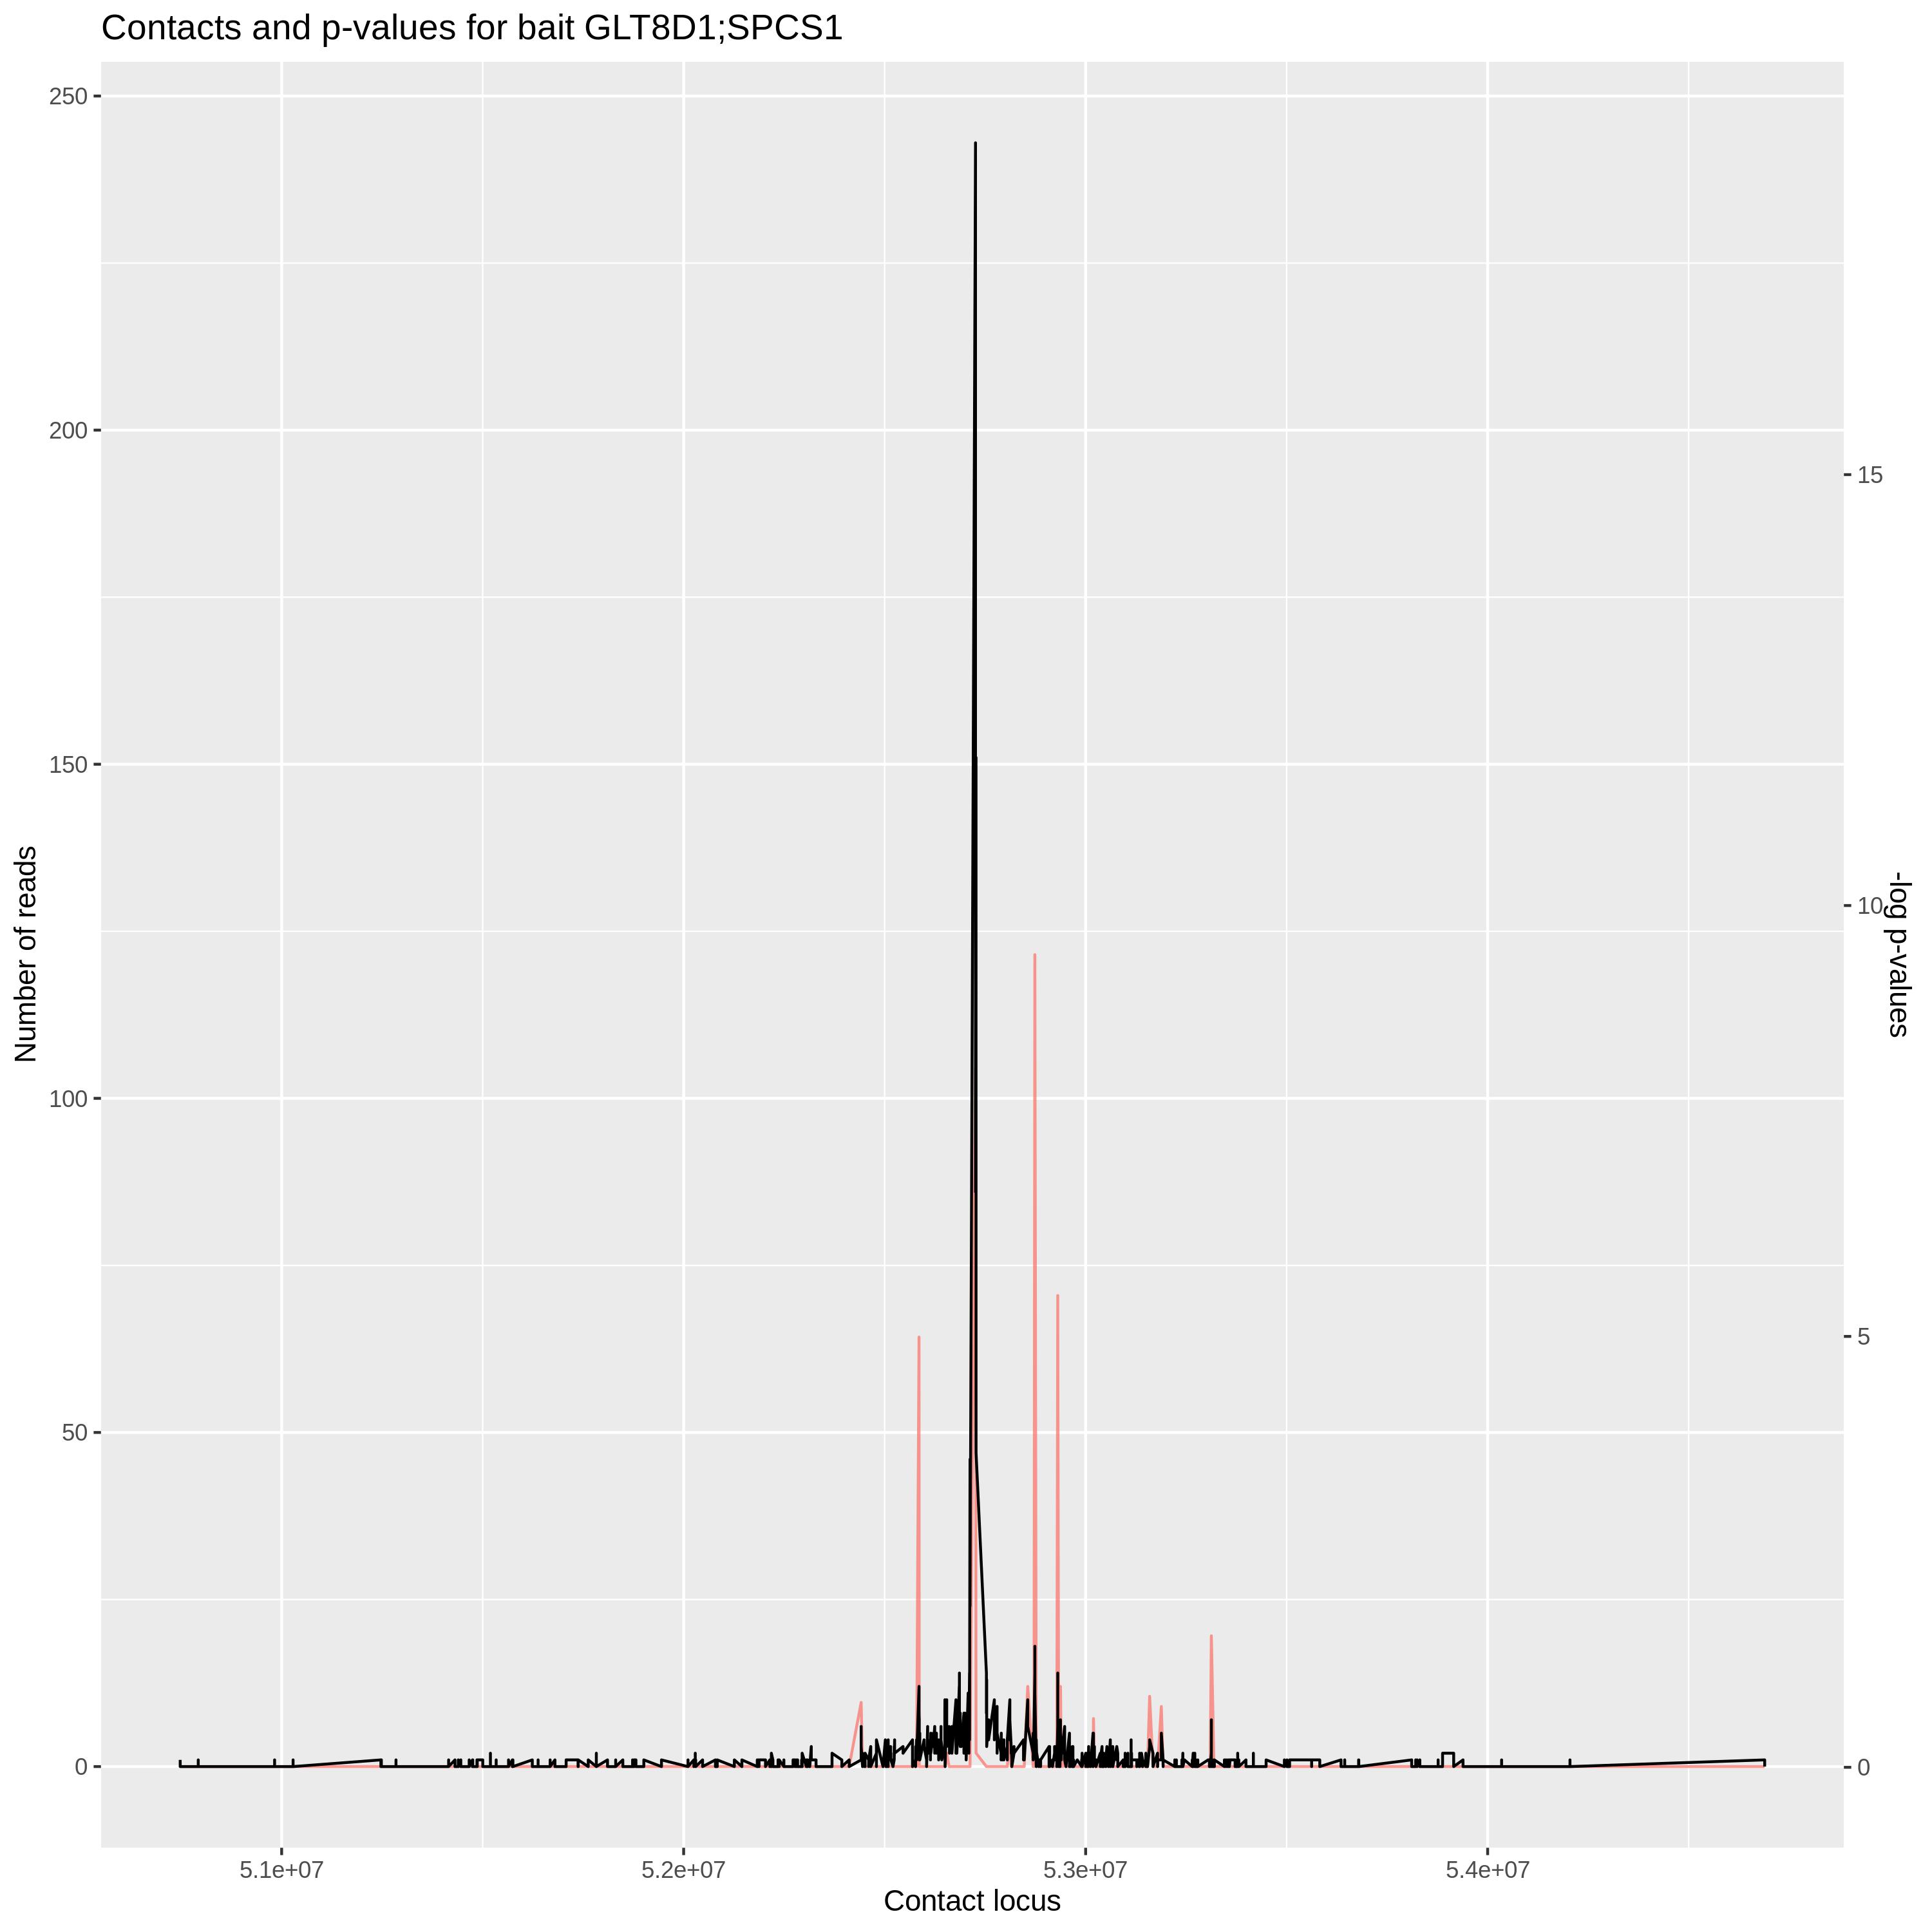 Contacts and p-values for bait GLT8D1;SPCS1
250
200
150
100
50
0
Number of reads
15
10
5
0
-log p-values
5.1e+07 5.2e+07 5.3e+07 5.4e+07
Contact locus